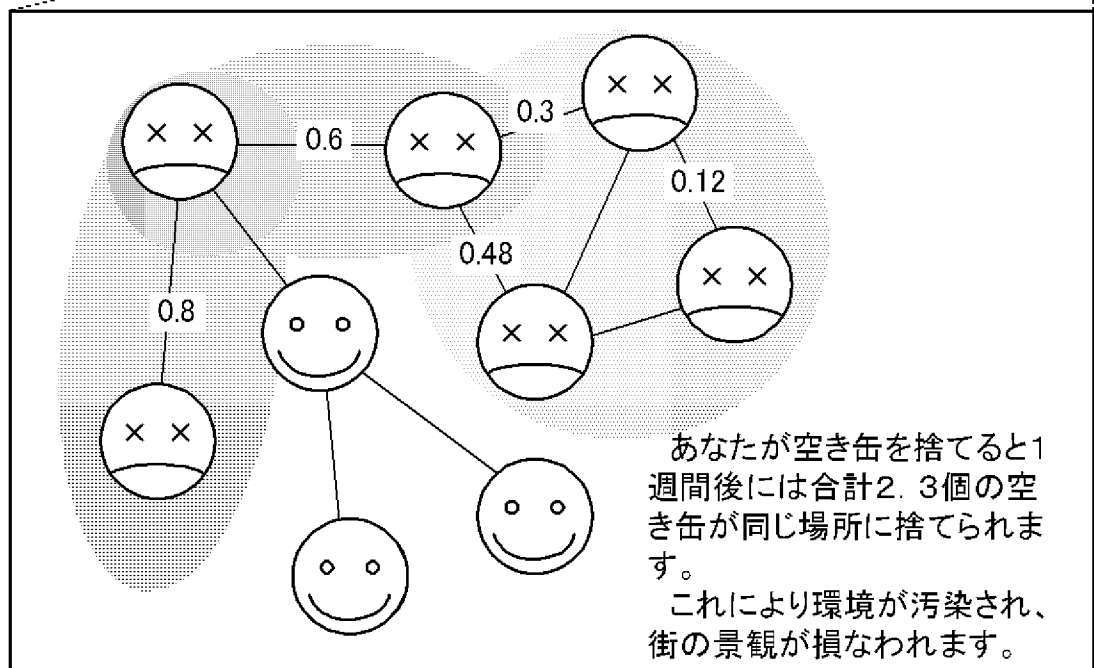 0.3
0.6
0.12
0.48
0.8
あなたが空き缶を捨てると1
週間後には合計2．3個の空
き缶が同じ場所に捨てられま
す。
これにより環境が汚染され、
街の景観が損なわれます。